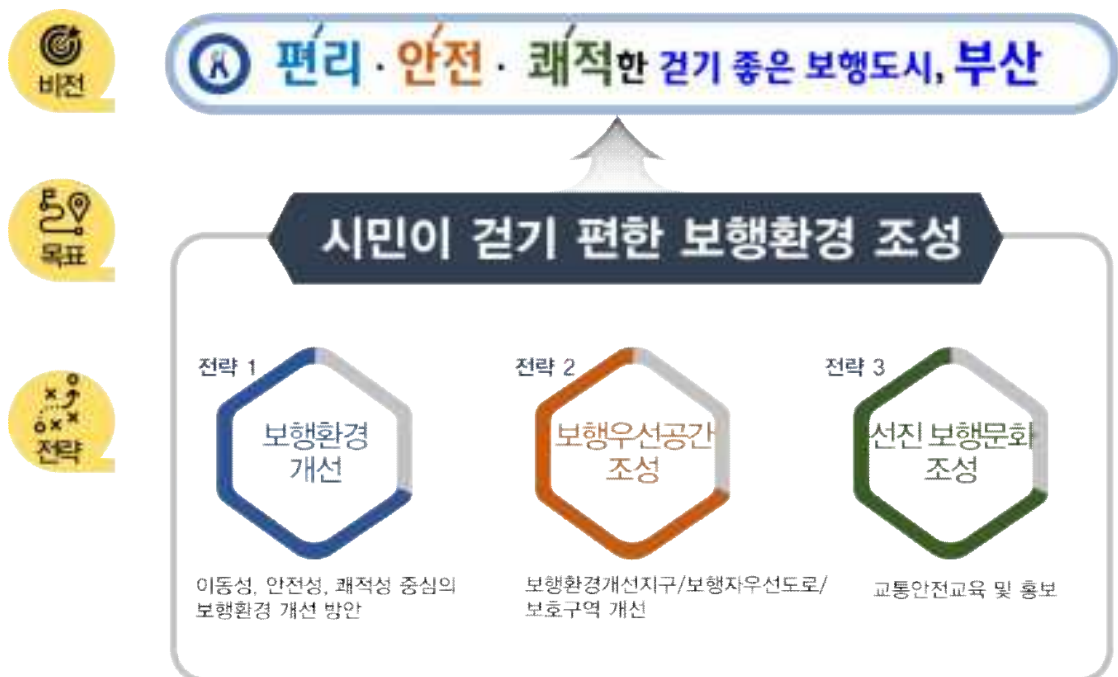 비전
편리 · 안전 · 쾌적한 걷기 좋은 보행도시, 부산
목표
시민이 걷기 편한 보행환경 조성
전략
전략 1
보행환경
개선
이동성, 안전성, 쾌적성 중심의
보행환경 개선 방안
전략 2
보행우선공간
조성
보행환경개선지구/보행자우선도로/
보호구역 개선
전략 3
선진 보행문화
조성
교통안전교육 및 홍보